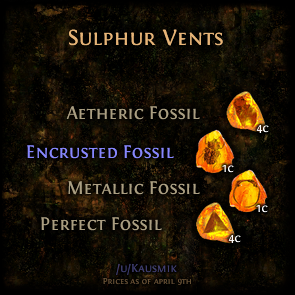 Sulphur Vents
Aetheric Fossil
4c
Encrusted Fossil
1c
Metallic Fossil
1c
Perfect Fossil
4c
/u/Kausmik
Prices as of April 9th